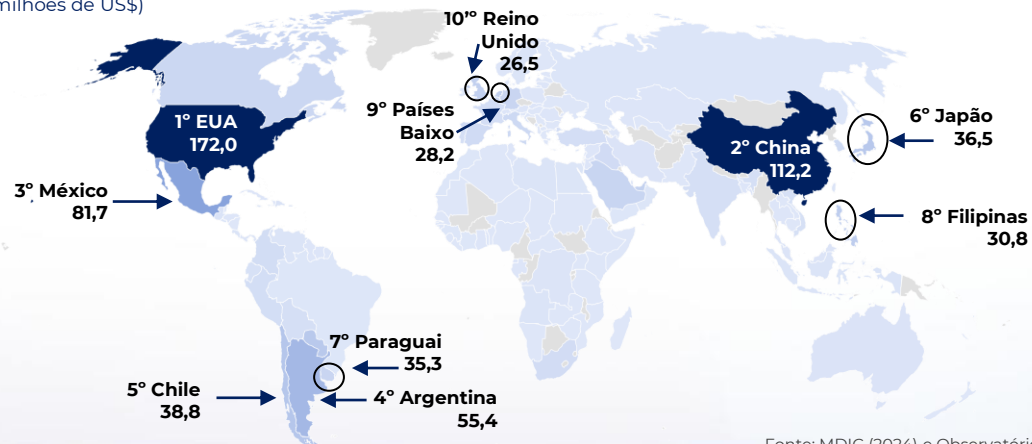 milhões de US$)
10'º Reino
Unido
26,5
9º Países
Baixo
28,2
1º EUA
172,0
2º China
112,2
6º Japão
36,5
3º México
81,7
8º Filipinas
30,8
7º Paraguai
35,3
5º Chile
38,8
4º Argentina
55,4
Fonte: MDIC (2024) e Observatóri